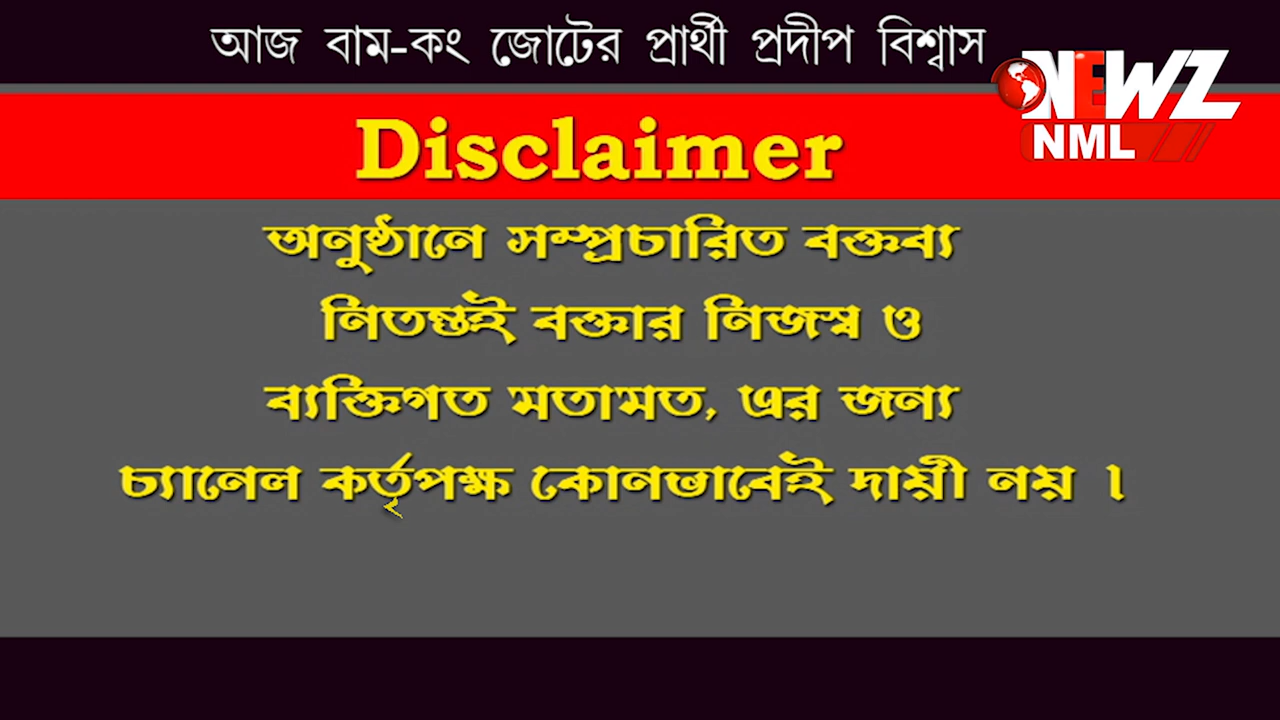 আজ বাম-কং জোটের প্রার্থী প্রদীপ বিশ্বাস
NEWZ
NML
Disclaimer
অনুষ্ঠানে সম্প্রচারিত বক্তব্য
নিতন্তই বক্তার নিজস্ব ও
ব্যক্তিগত মতামত, এর জন্য
চ্যানেল কর্তৃপক্ষ কোনভাবেই দায়ী নয় ।